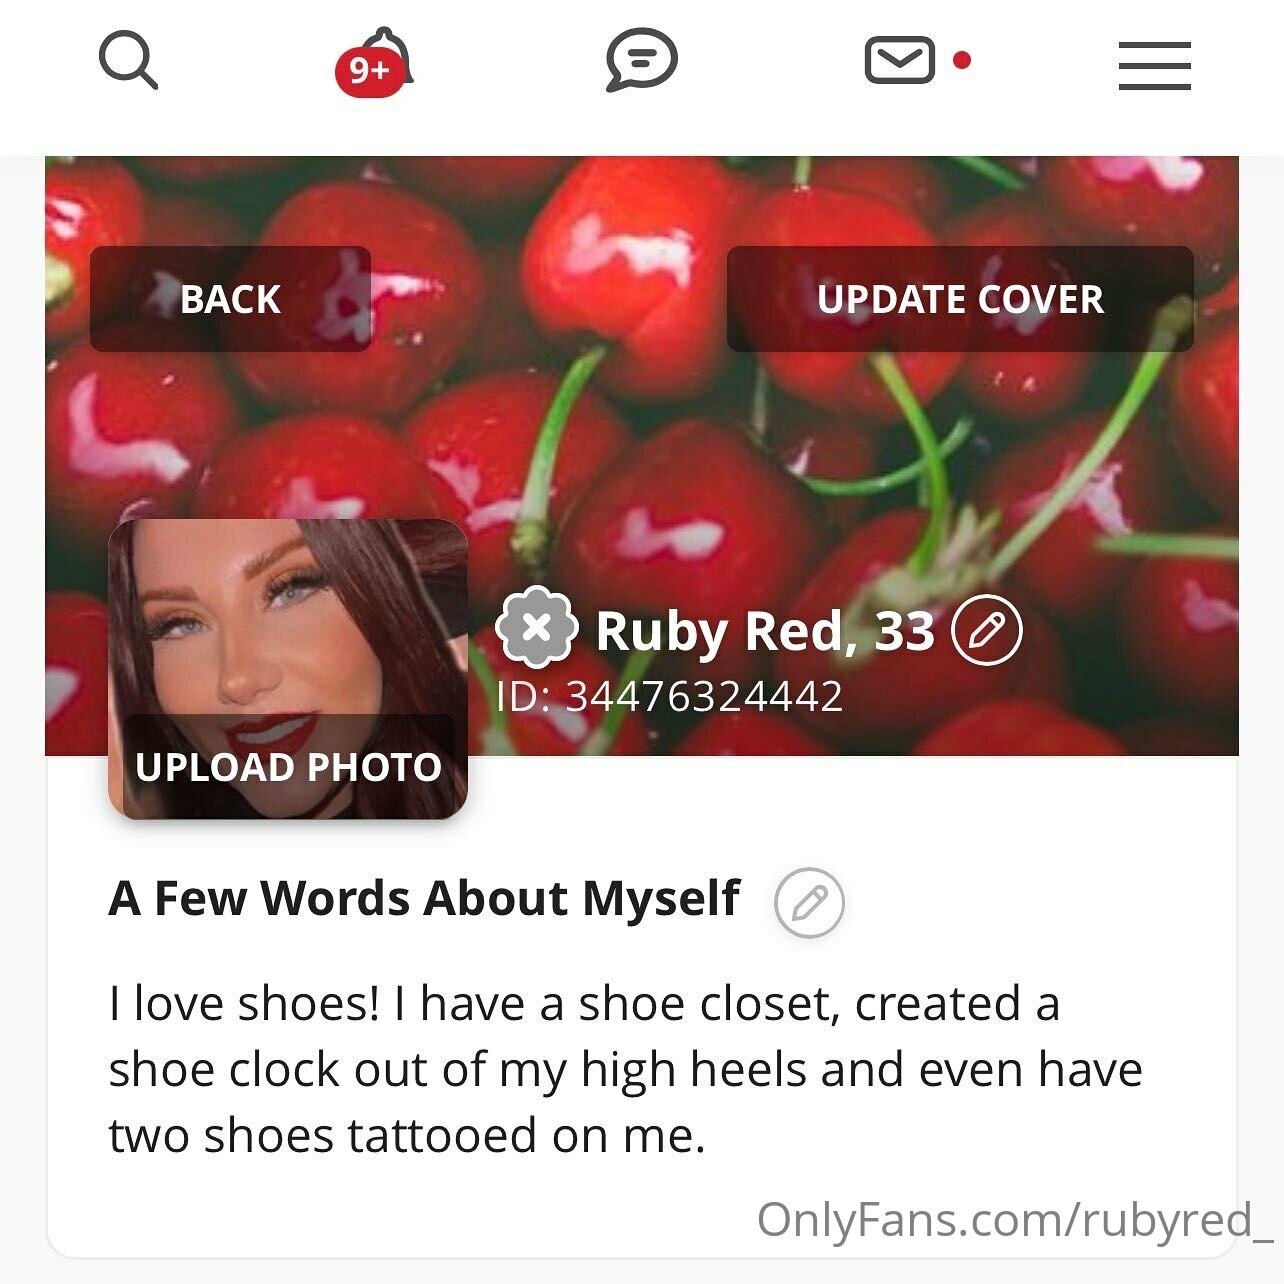 9+
BACK
UPDATE COVER
Ruby Red, 33
ID: 34476324442
UPLOAD PHOTO
A Few Words About Myself
I love shoes! I have a shoe closet, created a
shoe clock out of my high heels and even have
two shoes tattooed on me.
OnlyFans.com/rubyred_